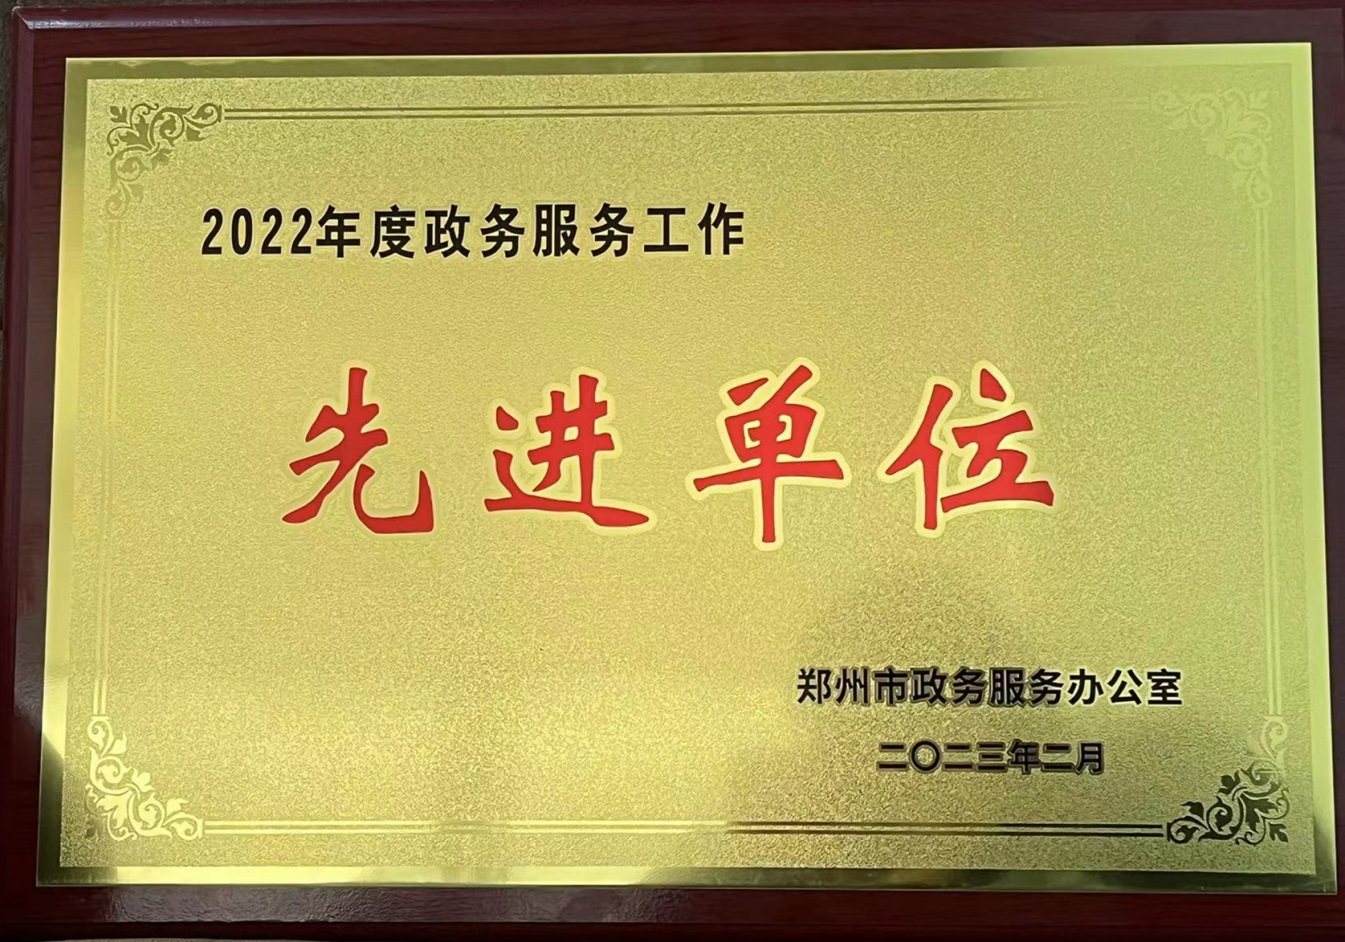 2022年度政务服务工作
先进单位
郑州市政务服务办公室
二〇二三年二月